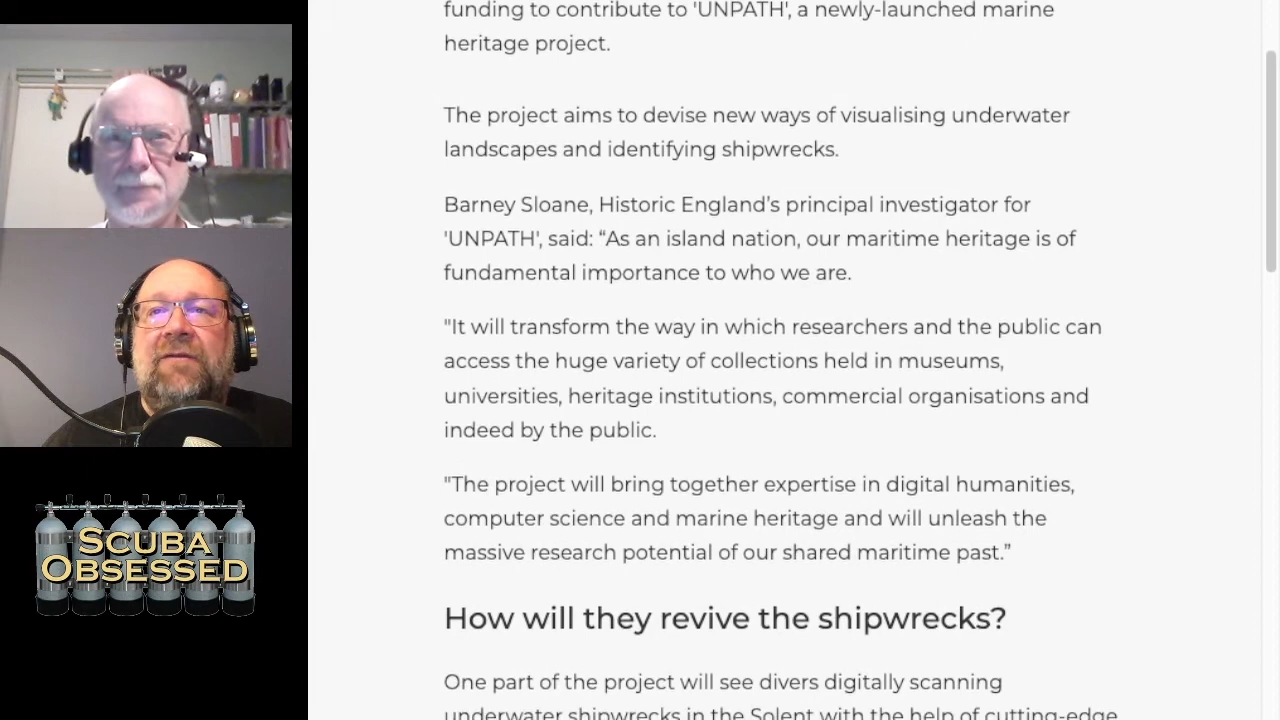 funding to contribute to 'UNPATH', a newly-launched marine
heritage project.
The project aims to devise new ways of visualising underwater
landscapes and identifying shipwrecks.
Barney Sloane, Historic England’s principal investigator for
'UNPATH', said: “As an island nation, our maritime heritage is of
fundamental importance to who we are.
"It will transform the way in which researchers and the public can
access the huge variety of collections held in museums,
universities, heritage institutions, commercial organisations and
indeed by the public.
"The project will bring together expertise in digital humanities,
computer science and marine heritage and will unleash the
massive research potential of our shared maritime past.”
How will they revive the shipwrecks?
One part of the project will see divers digitally scanning
underwater shipwrecks in the Solent with the help of cutting-edge
SCUBA
OBSESSED